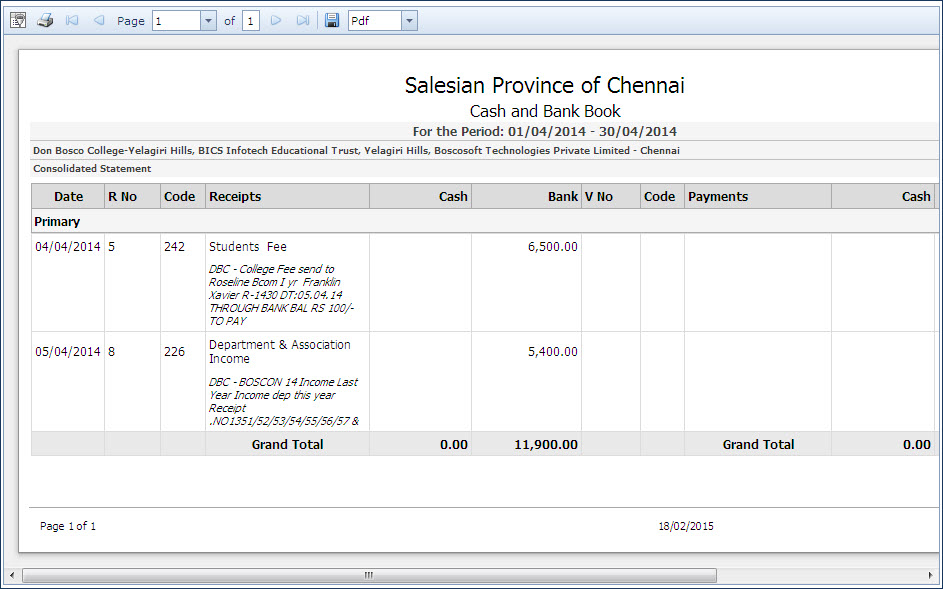 Page 1 of 1 Pdf
Salesian Province of Chennai
Cash and Bank Book
For the Period: 01/04/2014 - 30/04/2014
Don Bosco College-Yelagiri Hills, BICS Infotech Educational Trust, Yelagiri Hills, Boscosoft Technologies Private Limited - Chennai
Consolidated Statement
Date R No Code Receipts Cash Bank V No Code Payments Cash
Primary
04/04/2014 5 242 Students Fee 6,500.00
DBC - College Fee send to
Roseline Bcom I yr Franklin
Xavier R-1430 DT:05.04.14
THROUGH BANK BAL RS 100/-
TO PAY
05/04/2014 8 226 Department & Association 5,400.00
Income
DBC - BOSCON 14 Income Last
Year Income dep this year
Receipt
.NO1351/52/53/54/55/56/57 &
Grand Total 0.00 11,900.00 Grand Total 0.00
Page 1 of 1 18/02/2015